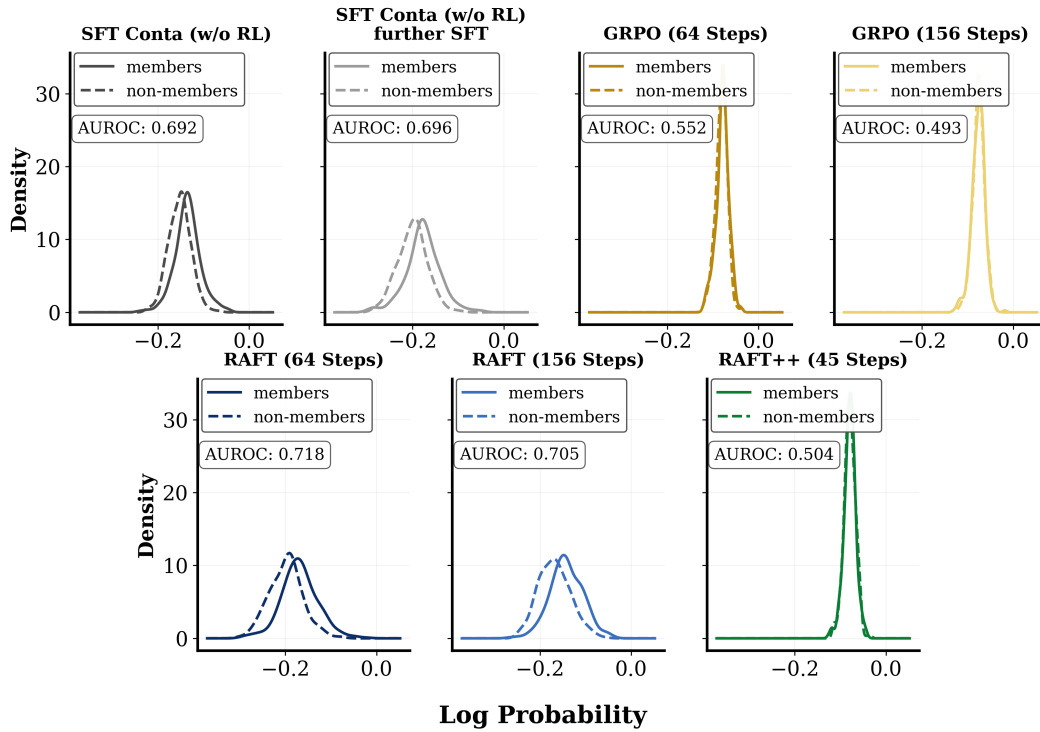 SFT Conta (w/o RL)
members
non-members
AUROC: 0.692
SFT Conta (w/o RL)
further SFT
members
non-members
AUROC: 0.696
GRPO (64 Steps)
members
non-members
AUROC: 0.552
GRPO (156 Steps)
members
non-members
AUROC: 0.493
Density
30
20
10
0
−0.2 0.0
−0.2 0.0
−0.2 0.0
−0.2 0.0
RAFT (64 Steps)
members
non-members
AUROC: 0.718
RAFT (156 Steps)
members
non-members
AUROC: 0.705
RAFT++ (45 Steps)
members
non-members
AUROC: 0.504
Density
30
20
10
0
−0.2 0.0
−0.2 0.0
−0.2 0.0
Log Probability